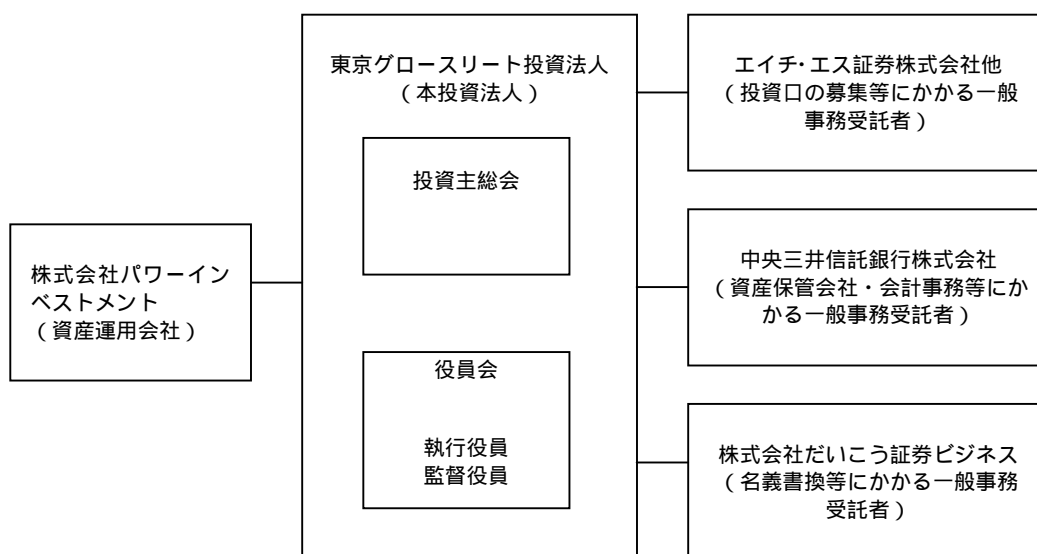 東京グロースリート投資法人
(本投資法人)
投資主総会
役員会
執行役員
監督役員
株式会社パワーイン
ベストメント
(資産運用会社)
エイチ・エス証券株式会社他
(投資口の募集等にかかる一般
事務受託者)
中央三井信託銀行株式会社
(資産保管会社・会計事務等にか
かる一般事務受託者)
株式会社だいこう証券ビジネス
(名義書換等にかかる一般事務
受託者)